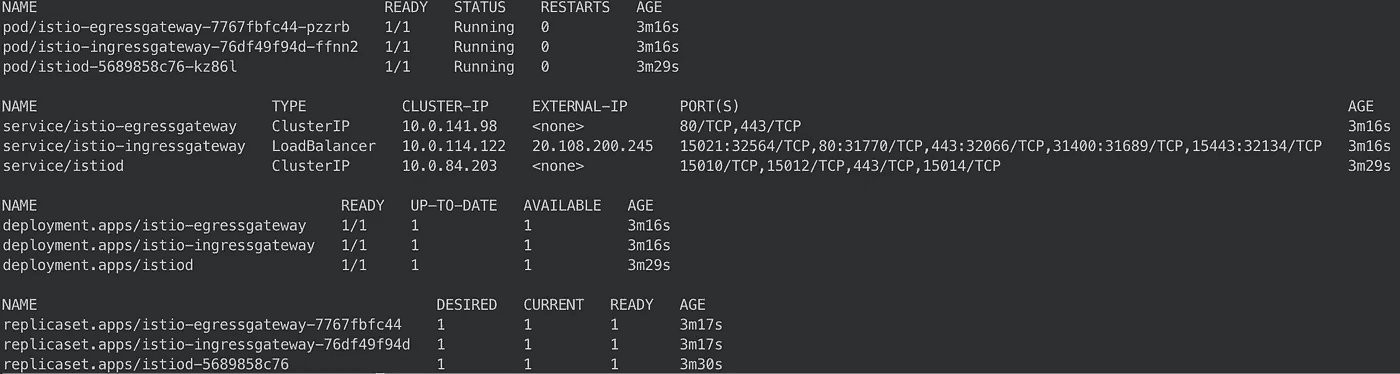 NAME READY STATUS RESTARTS AGE
pod/istio-egressgateway-7767fbfc44-pzzrb 1/1 Running 0 3m16s
pod/istio-ingressgateway-76df49f94d-ffnn2 1/1 Running 0 3m16s
pod/istiod-5689858c76-kz86l 1/1 Running 0 3m29s
NAME TYPE CLUSTER-IP EXTERNAL-IP PORT(S) AGE
service/istio-egressgateway ClusterIP 10.0.141.98 <none> 80/TCP,443/TCP 3m16s
service/istio-ingressgateway LoadBalancer 10.0.114.122 20.108.200.245 15021:32564/TCP,80:31770/TCP,443:32066/TCP,31400:31689/TCP,15443:32134/TCP 3m16s
service/istiod ClusterIP 10.0.84.203 <none> 15010/TCP,15012/TCP,443/TCP,15014/TCP 3m29s
NAME READY UP-TO-DATE AVAILABLE AGE
deployment.apps/istio-egressgateway 1/1 1 1 3m16s
deployment.apps/istio-ingressgateway 1/1 1 1 3m16s
deployment.apps/istiod 1/1 1 1 3m29s
NAME DESIRED CURRENT READY AGE
replicaset.apps/istio-egressgateway-7767fbfc44 1 1 1 3m17s
replicaset.apps/istio-ingressgateway-76df49f94d 1 1 1 3m17s
replicaset.apps/istiod-5689858c76 1 1 1 3m30s